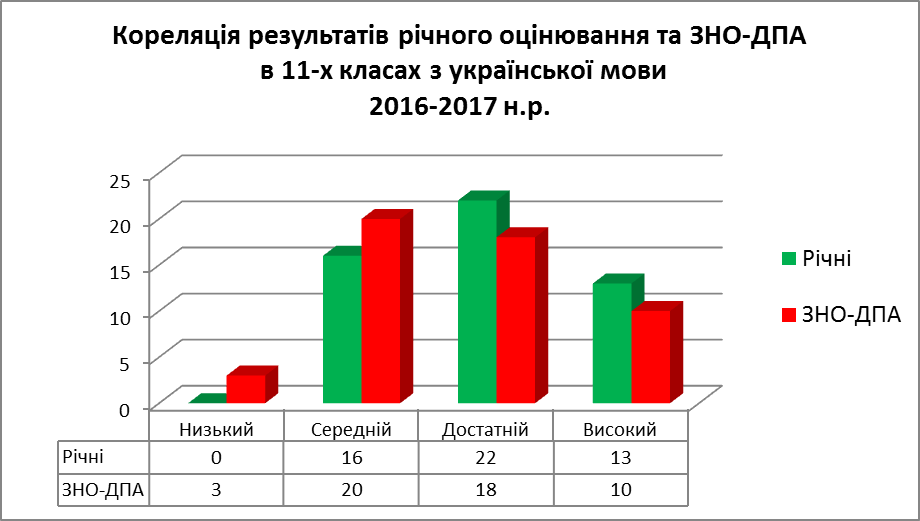 Кореляція результатів річного оцінювання та ЗНО-ДПА
в 11-х класах з української мови
2016-2017 н.р.
25
20
15
10
5
0
Річні
ЗНО-ДПА
Низький Середній Достатній Високий
Річні 0 16 22 13
ЗНО-ДПА 3 20 18 10